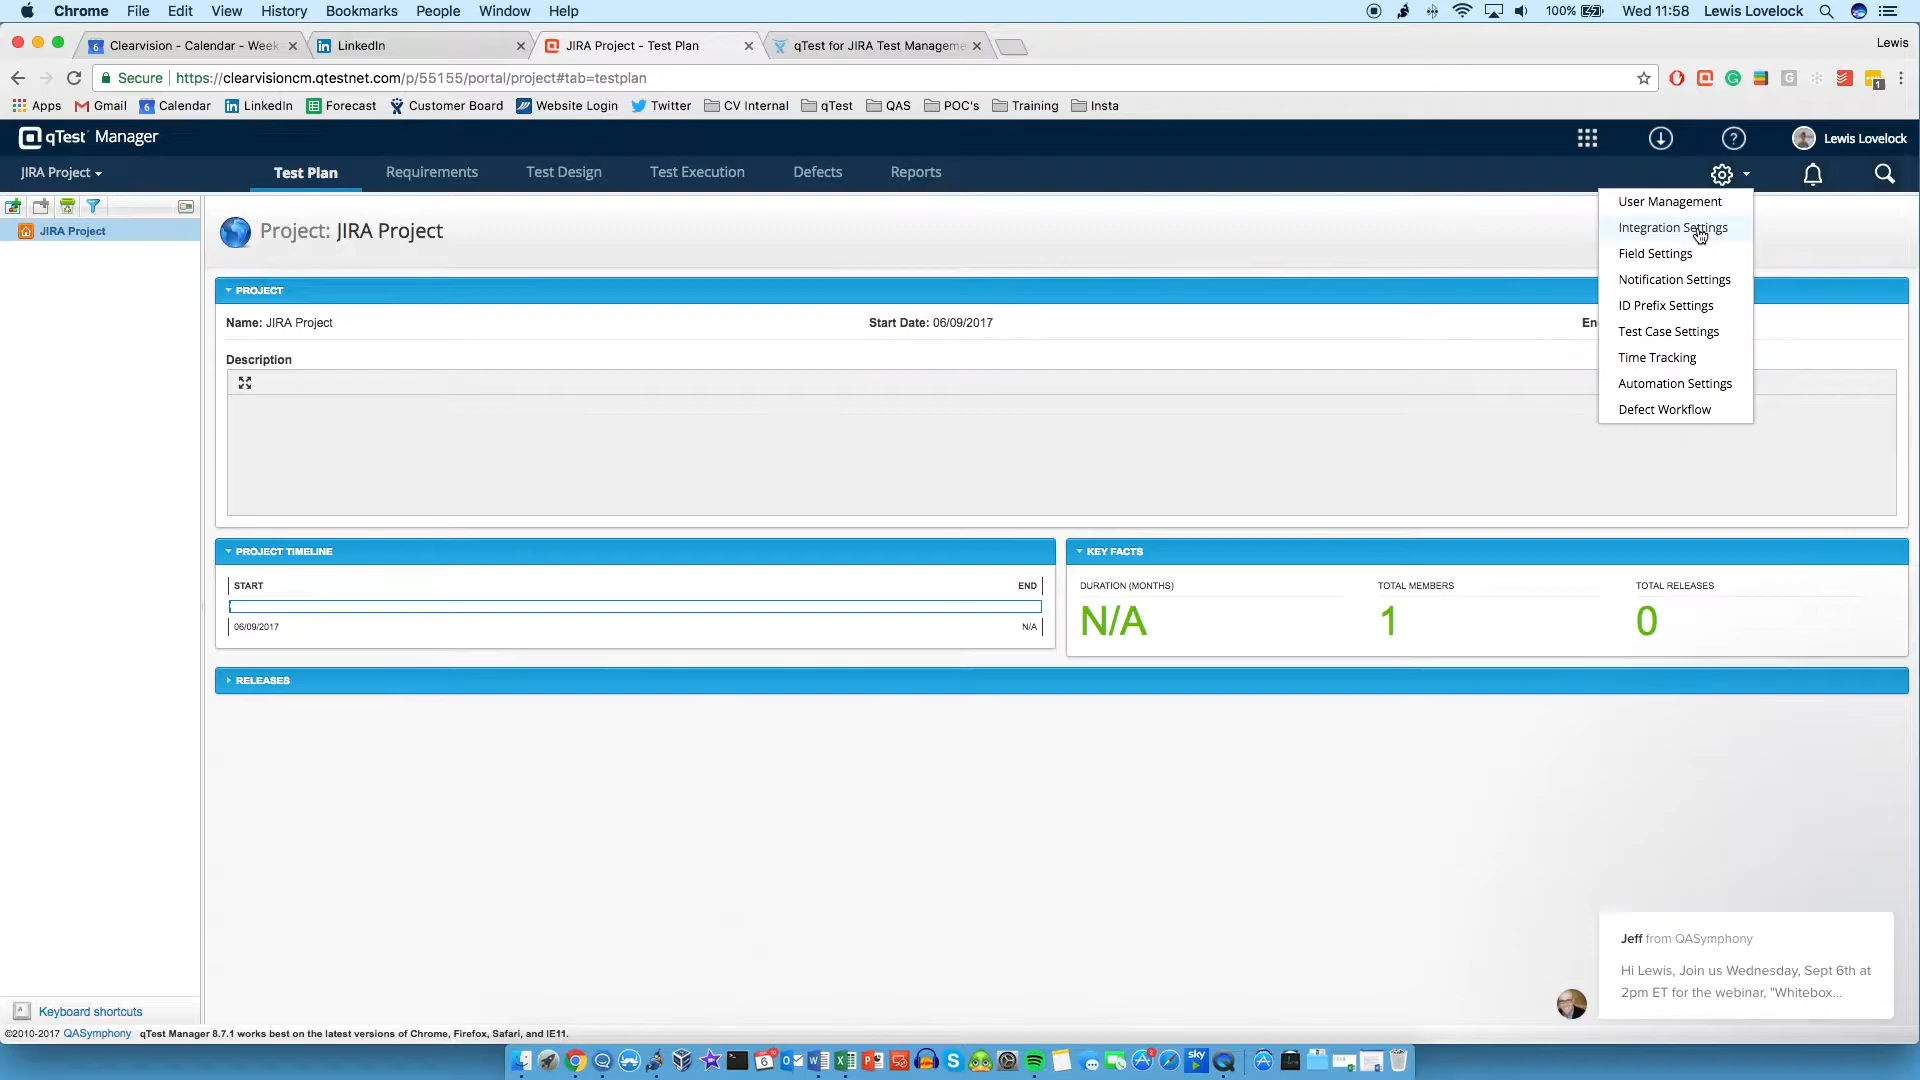 Chrome File Edit View History Bookmarks People Window Help 100% Wed 11:58 Lewis Lovelock
Clearvision - Calendar - Week LinkedIn JIRA Project - Test Plan qTest for JIRA Test Manageme Lewis
Secure https://clearvisioncm.qtestnet.com/p/55155/portal/project#tab=testplan
Apps Gmail Calendar LinkedIn Forecast Customer Board Website Login Twitter CV Internal qTest QAS POC's Training Insta
qTest Manager Lewis Lovelock
JIRA Project Test Plan Requirements Test Design Test Execution Defects Reports
User Management
Integration Settings
Field Settings
Notification Settings
ID Prefix Settings
Test Case Settings
Time Tracking
Automation Settings
Defect Workflow
JIRA Project
Project: JIRA Project
PROJECT
Name: JIRA Project Start Date: 06/09/2017 En
Description
PROJECT TIMELINE
START END
06/09/2017 N/A
KEY FACTS
DURATION (MONTHS) TOTAL MEMBERS TOTAL RELEASES
N/A 1 0
RELEASES
Jeff from QASymphony
Hi Lewis, Join us Wednesday, Sept 6th at
2pm ET for the webinar, "Whitebox...
Keyboard shortcuts
©2010-2017 QASymphony qTest Manager 8.7.1 works best on the latest versions of Chrome, Firefox, Safari, and IE11.